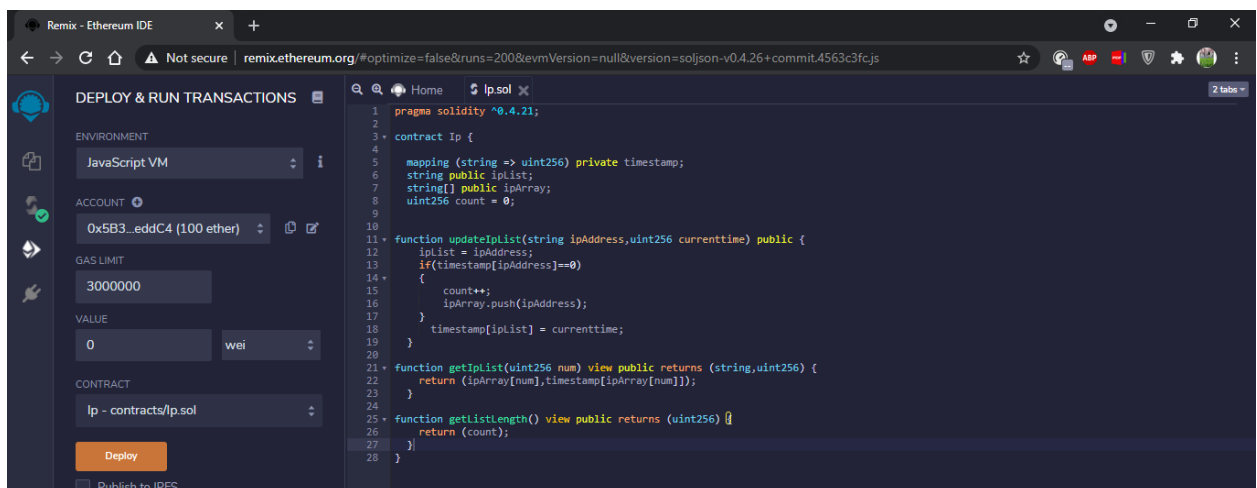 Remix - Ethereum IDE
Not secure | remix.ethereum.org/#optimize=false&runs=200&evmVersion=null&version=soljson-v0.4.26+commit.4563c3fc.js
ABP
DEPLOY & RUN TRANSACTIONS
ENVIRONMENT
JavaScript VM
i
ACCOUNT
0x5B3...eddC4 (100 ether)
GAS LIMIT
3000000
VALUE
0 wei
CONTRACT
Ip - contracts/Ip.sol
Deploy
Publish to IPFS
Home Ip.sol 2 tabs
1 pragma solidity ^0.4.21;
2
3 contract Ip {
4
5 mapping (string => uint256) private timestamp;
6 string public ipList;
7 string[] public ipArray;
8 uint256 count = 0;
9
10
11 function updateIpList(string ipAddress,uint256 currenttime) public {
12 ipList = ipAddress;
13 if(timestamp[ipAddress]==0)
14 {
15 count++;
16 ipArray.push(ipAddress);
17 }
18 timestamp[ipList] = currenttime;
19 }
20
21 function getIpList(uint256 num) view public returns (string,uint256) {
22 return (ipArray[num],timestamp[ipArray[num]]);
23 }
24
25 function getListLength() view public returns (uint256) {
26 return (count);
27 }
28 }